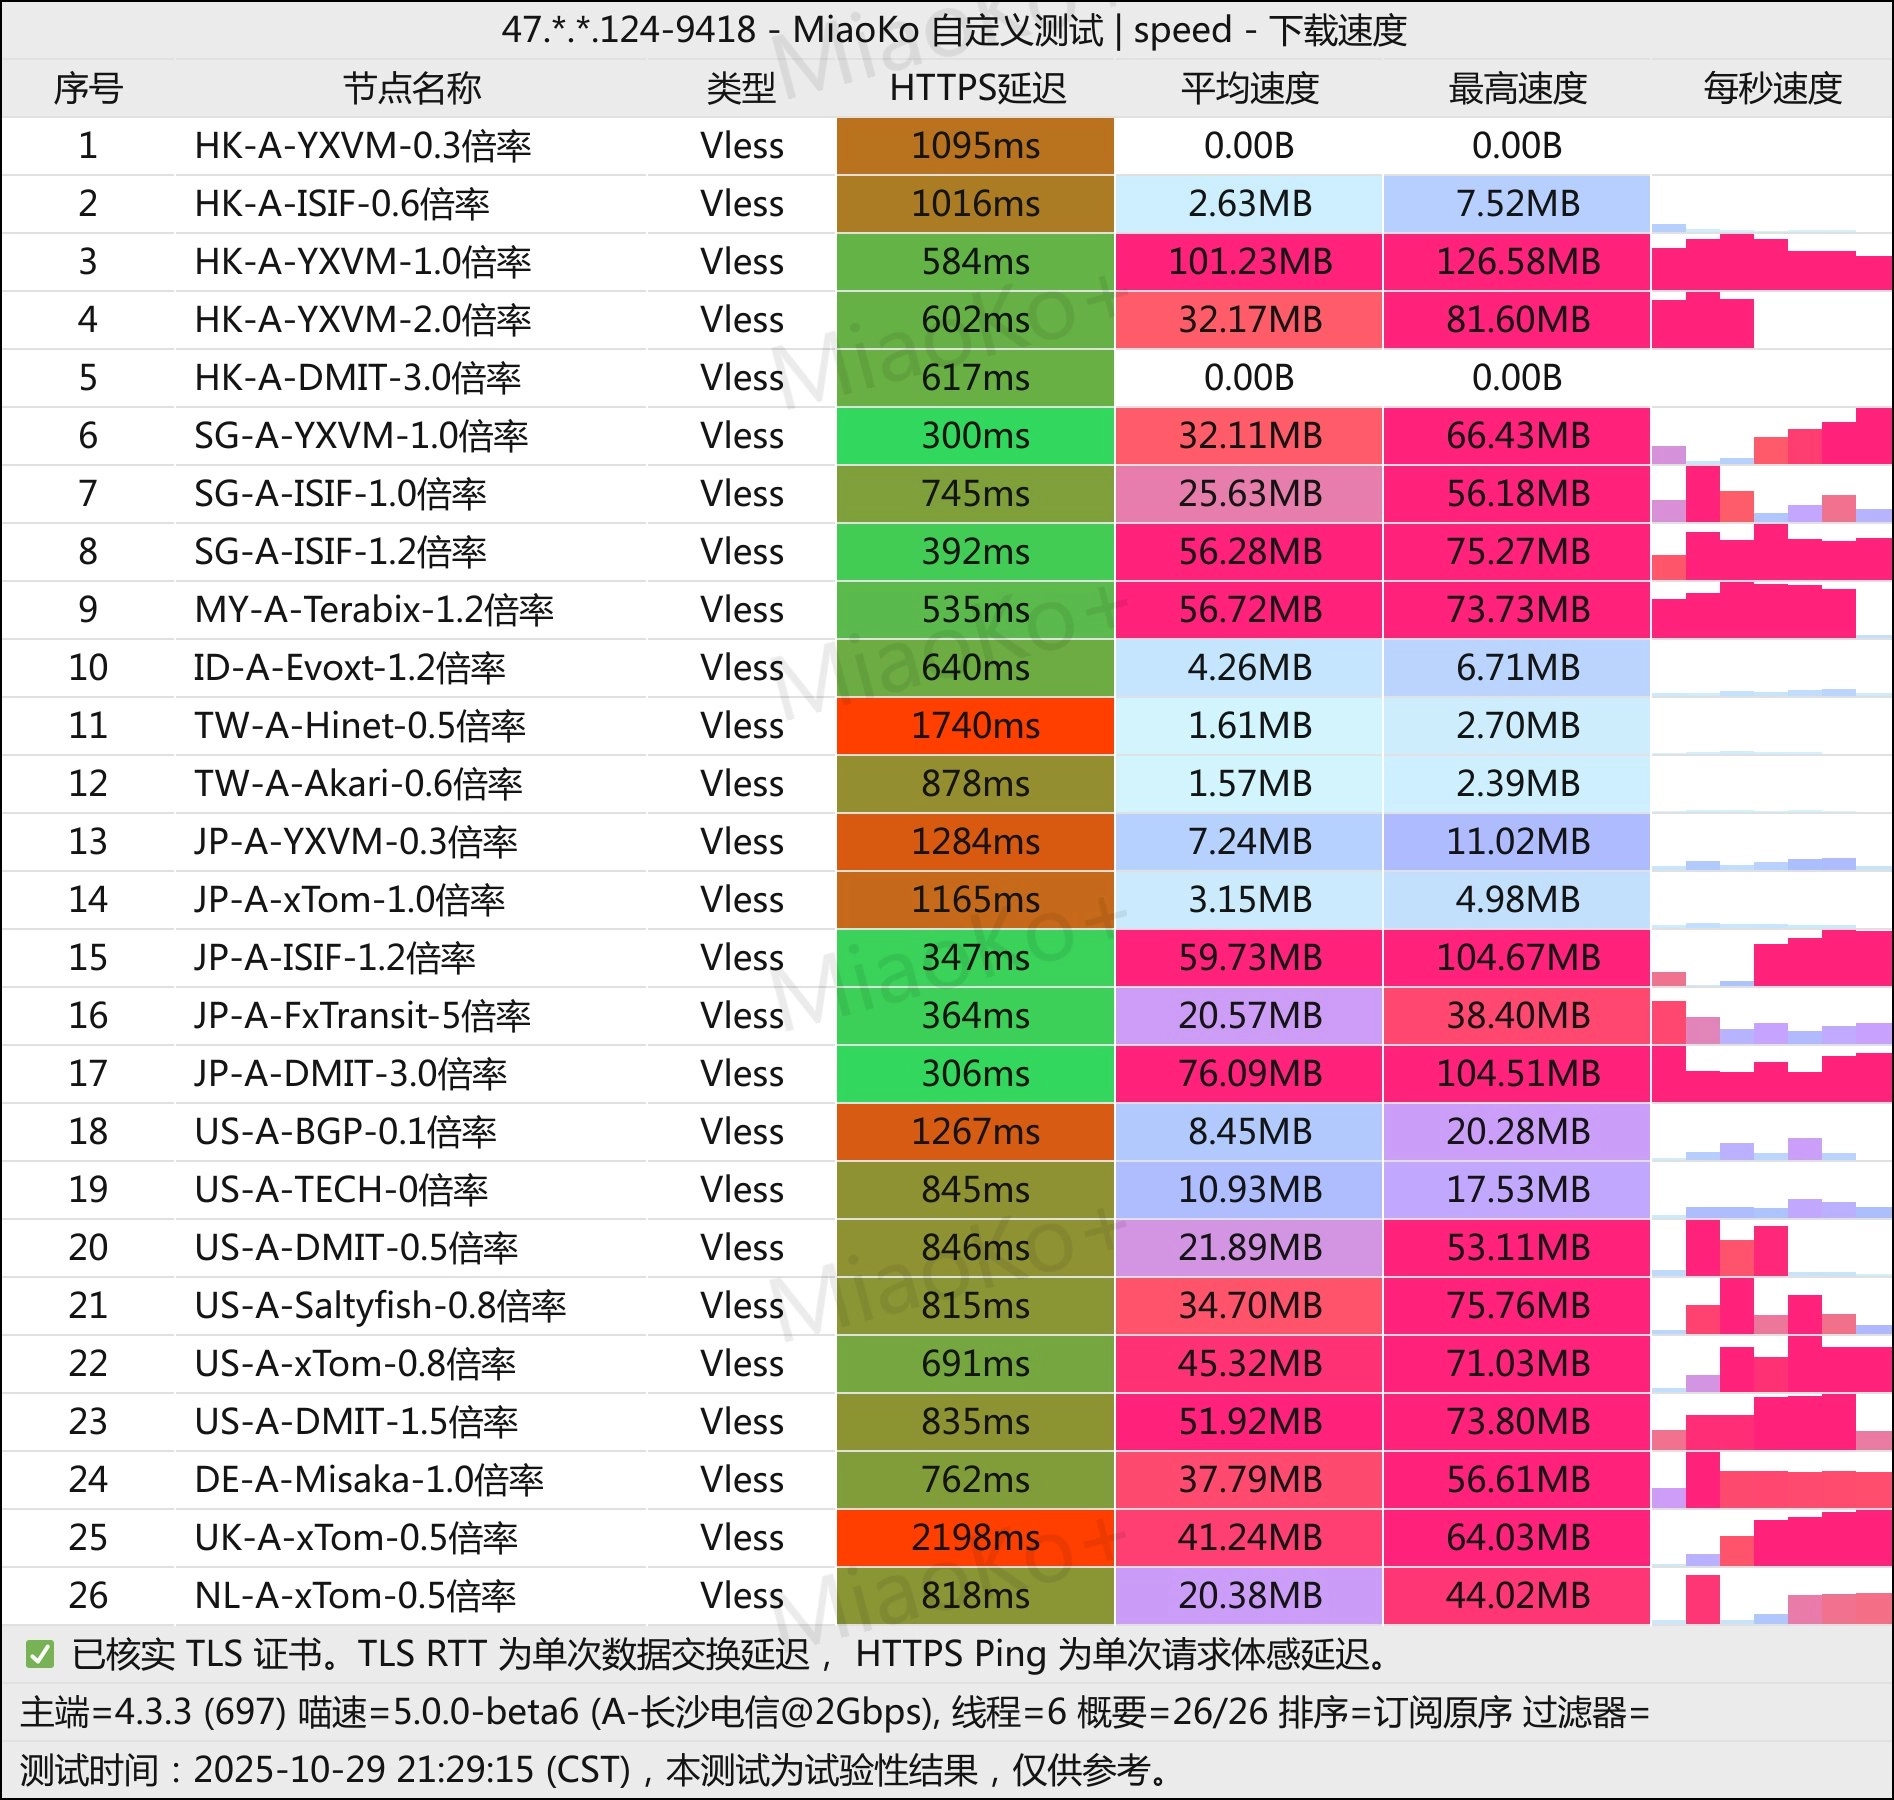 47.*.*.124-9418 - MiaoKo 自定义测试 | speed - 下载速度
序号 节点名称 类型 HTTPS延迟 平均速度 最高速度 每秒速度
1 HK-A-YXVM-0.3倍率 Vless 1095ms 0.00B 0.00B
2 HK-A-ISIF-0.6倍率 Vless 1016ms 2.63MB 7.52MB
3 HK-A-YXVM-1.0倍率 Vless 584ms 101.23MB 126.58MB
4 HK-A-YXVM-2.0倍率 Vless 602ms 32.17MB 81.60MB
5 HK-A-DMIT-3.0倍率 Vless 617ms 0.00B 0.00B
6 SG-A-YXVM-1.0倍率 Vless 300ms 32.11MB 66.43MB
7 SG-A-ISIF-1.0倍率 Vless 745ms 25.63MB 56.18MB
8 SG-A-ISIF-1.2倍率 Vless 392ms 56.28MB 75.27MB
9 MY-A-Terabix-1.2倍率 Vless 535ms 56.72MB 73.73MB
10 ID-A-Evoxt-1.2倍率 Vless 640ms 4.26MB 6.71MB
11 TW-A-Hinet-0.5倍率 Vless 1740ms 1.61MB 2.70MB
12 TW-A-Akari-0.6倍率 Vless 878ms 1.57MB 2.39MB
13 JP-A-YXVM-0.3倍率 Vless 1284ms 7.24MB 11.02MB
14 JP-A-xTom-1.0倍率 Vless 1165ms 3.15MB 4.98MB
15 JP-A-ISIF-1.2倍率 Vless 347ms 59.73MB 104.67MB
16 JP-A-FxTransit-5倍率 Vless 364ms 20.57MB 38.40MB
17 JP-A-DMIT-3.0倍率 Vless 306ms 76.09MB 104.51MB
18 US-A-BGP-0.1倍率 Vless 1267ms 8.45MB 20.28MB
19 US-A-TECH-0倍率 Vless 845ms 10.93MB 17.53MB
20 US-A-DMIT-0.5倍率 Vless 846ms 21.89MB 53.11MB
21 US-A-Saltyfish-0.8倍率 Vless 815ms 34.70MB 75.76MB
22 US-A-xTom-0.8倍率 Vless 691ms 45.32MB 71.03MB
23 US-A-DMIT-1.5倍率 Vless 835ms 51.92MB 73.80MB
24 DE-A-Misaka-1.0倍率 Vless 762ms 37.79MB 56.61MB
25 UK-A-xTom-0.5倍率 Vless 2198ms 41.24MB 64.03MB
26 NL-A-xTom-0.5倍率 Vless 818ms 20.38MB 44.02MB
✅ 已核实 TLS 证书。TLS RTT 为单次数据交换延迟， HTTPS Ping 为单次请求体感延迟。
主端=4.3.3 (697) 喵速=5.0.0-beta6 (A-长沙电信@2Gbps), 线程=6 概要=26/26 排序=订阅原序 过滤器=
测试时间：2025-10-29 21:29:15 (CST)，本测试为试验性结果，仅供参考。
MiaoKo+
MiaoKo+
MiaoKo+
MiaoKo+
MiaoKo+
MiaoKo+